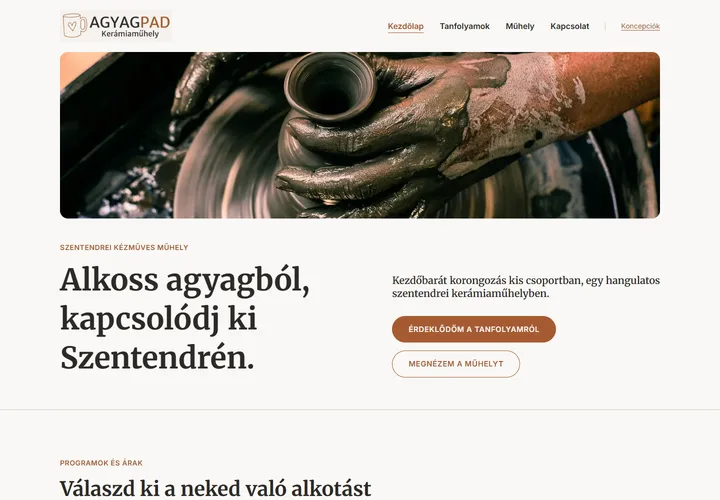 AGYAGPAD
Kerámiaműhely
Kezdőlap
Tanfolyamok
Műhely
Kapcsolat
Koncepciók
SZENTENDREI KÉZMŰVES MŰHELY
Alkoss agyagból,
kapcsolódj ki
Szentendrén.
Kezdőbarát korongozás kis csoportban, egy hangulatos
szentendrei kerámiaműhelyben.
ÉRDEKLŐDÖM A TANFOLYAMRÓL
MEGNÉZEM A MŰHELYT
PROGRAMOK ÉS ÁRAK
Válaszd ki a neked való alkotást